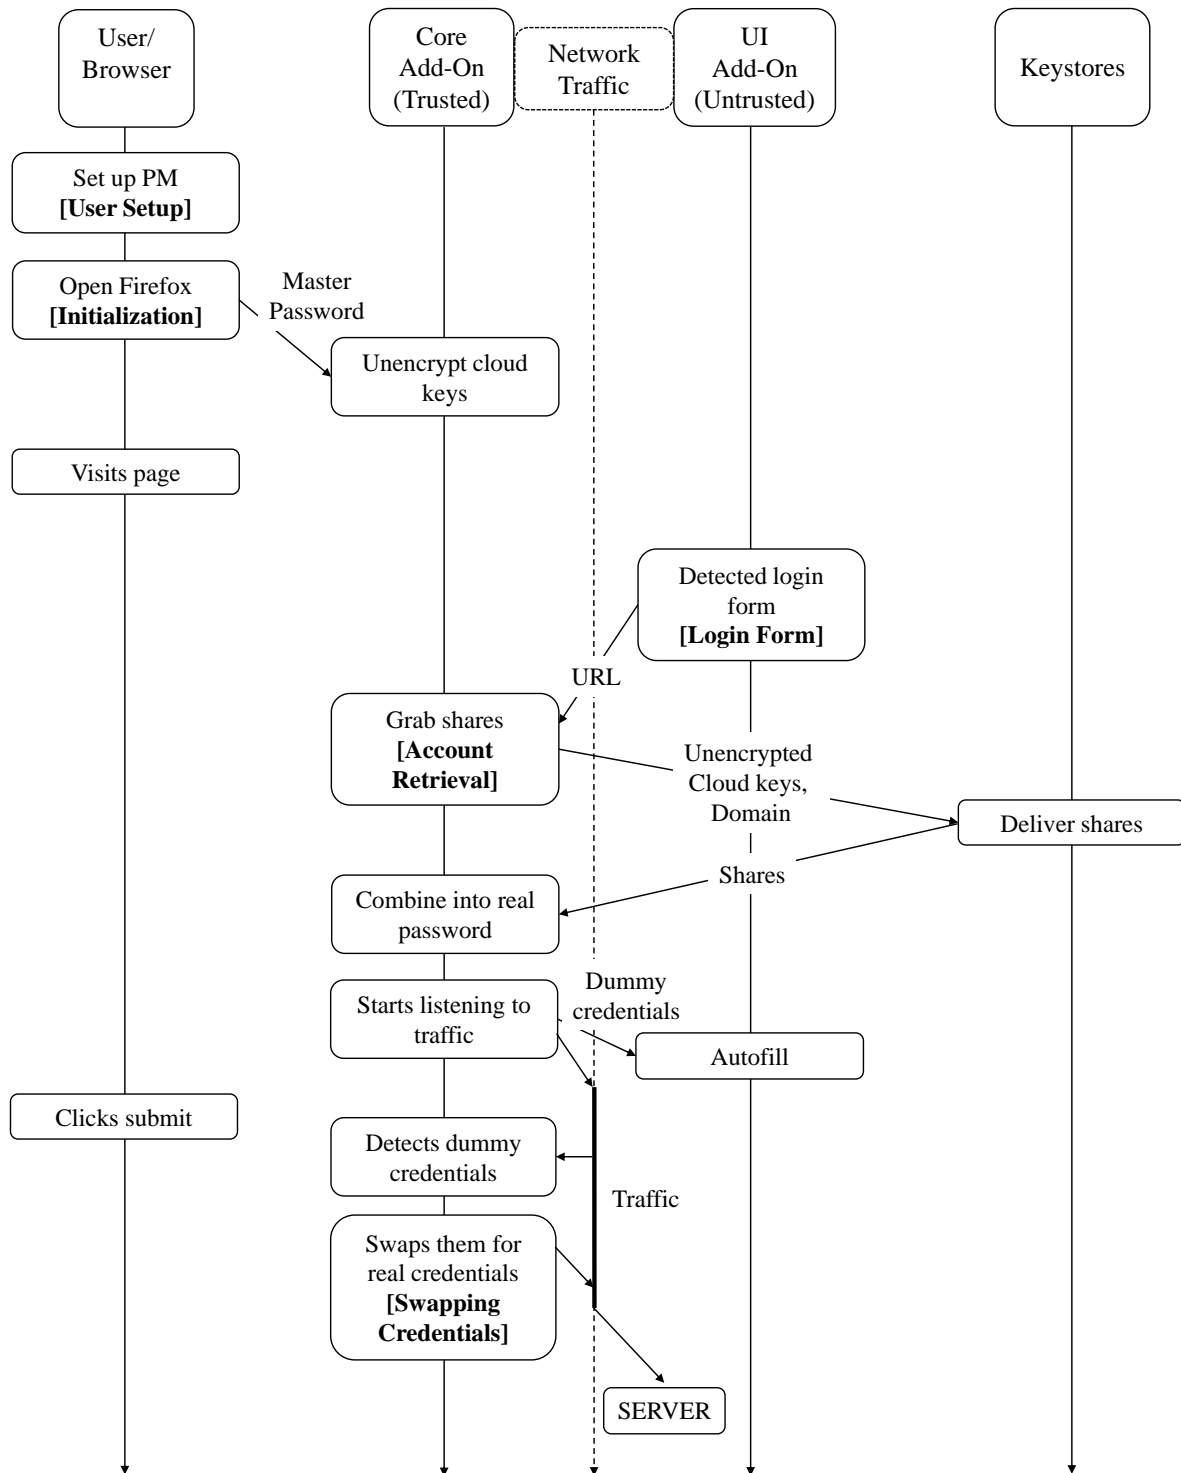 User/
Browser
Core
Add-On
(Trusted)
Network
Traffic
UI
Add-On
(Untrusted)
Keystores
Set up PM
[User Setup]
Open Firefox
[Initialization]
Master
Password
Unencrypt cloud
keys
Visits page
Detected login
form
[Login Form]
URL
Grab shares
[Account
Retrieval]
Unencrypted
Cloud keys,
Domain
Deliver shares
Shares
Combine into real
password
Starts listening to
traffic
Dummy
credentials
Autofill
Clicks submit
Detects dummy
credentials
Traffic
Swaps them for
real credentials
[Swapping
Credentials]
SERVER